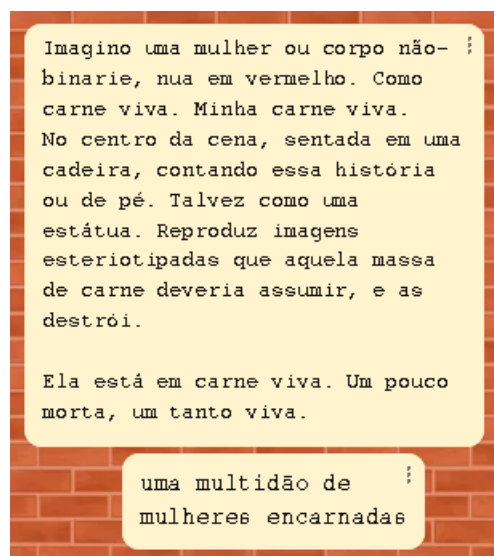 Imagino uma mulher ou corpo não-
binarie, nua em vermelho. Como
carne viva. Minha carne viva.
No centro da cena, sentada em uma
cadeira, contando essa história
ou de pé. Talvez como uma
estátua. Reproduz imagens
esteriotipadas que aquela massa
de carne deveria assumir, e as
destrói.
Ela está em carne viva. Um pouco
morta, um tanto viva.
uma multidão de
mulheres encarnadas